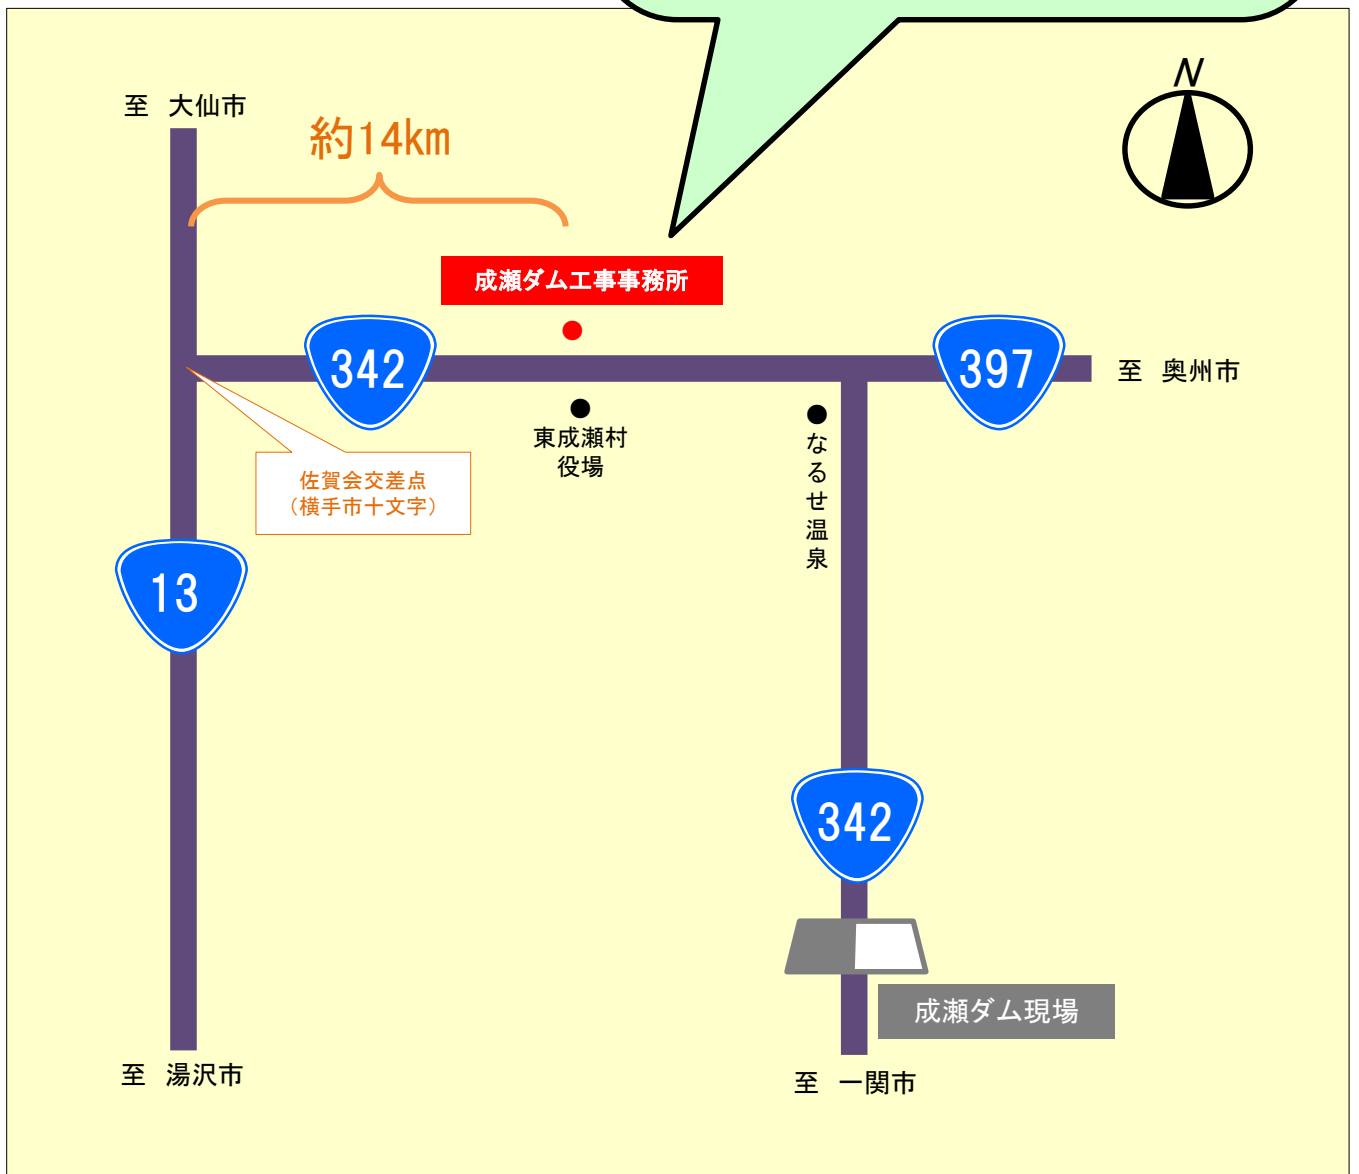 N
至 大仙市
約14km
成瀬ダム工事事務所
342
397
至 奥州市
東成瀬村
役場
なるせ温泉
佐賀会交差点
（横手市十文字）
13
342
成瀬ダム現場
至 湯沢市
至 一関市